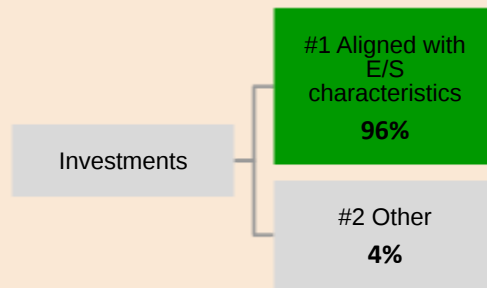 #1 Aligned with
E/S
characteristics
96%
Investments
#2 Other
4%